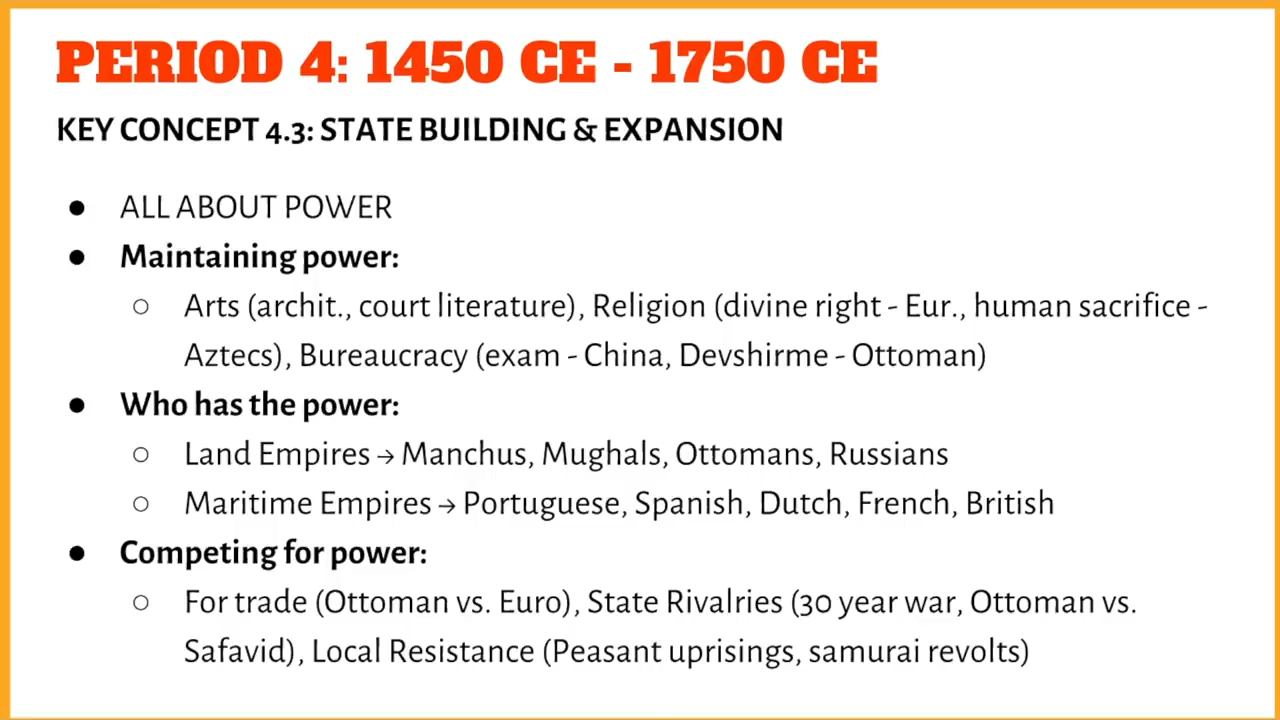 PERIOD 4: 1450 CE - 1750 CE
KEY CONCEPT 4.3: STATE BUILDING & EXPANSION
● ALL ABOUT POWER
● Maintaining power:
○ Arts (archit., court literature), Religion (divine right - Eur., human sacrifice -
Aztecs), Bureaucracy (exam - China, Devshirme - Ottoman)
● Who has the power:
○ Land Empires → Manchus, Mughals, Ottomans, Russians
○ Maritime Empires → Portuguese, Spanish, Dutch, French, British
● Competing for power:
○ For trade (Ottoman vs. Euro), State Rivalries (30 year war, Ottoman vs.
Safavid), Local Resistance (Peasant uprisings, samurai revolts)